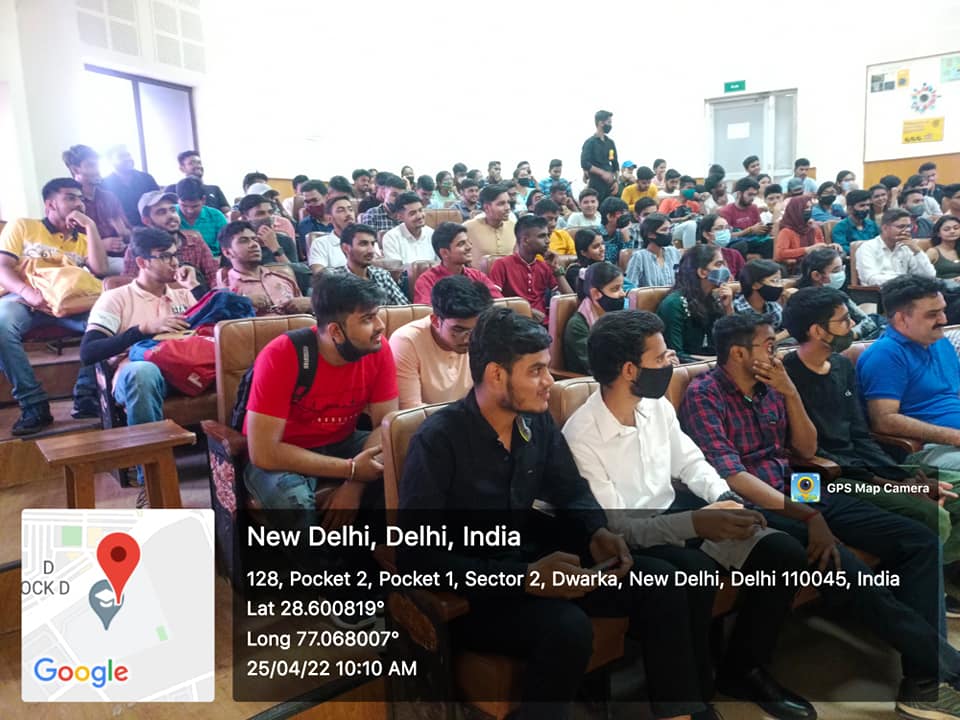 GPS Map Camera
New Delhi, Delhi, India
128, Pocket 2, Pocket 1, Sector 2, Dwarka, New Delhi, Delhi 110045, India
Lat 28.600819°
Long 77.068007°
25/04/22 10:10 AM
D
OCK D
Google